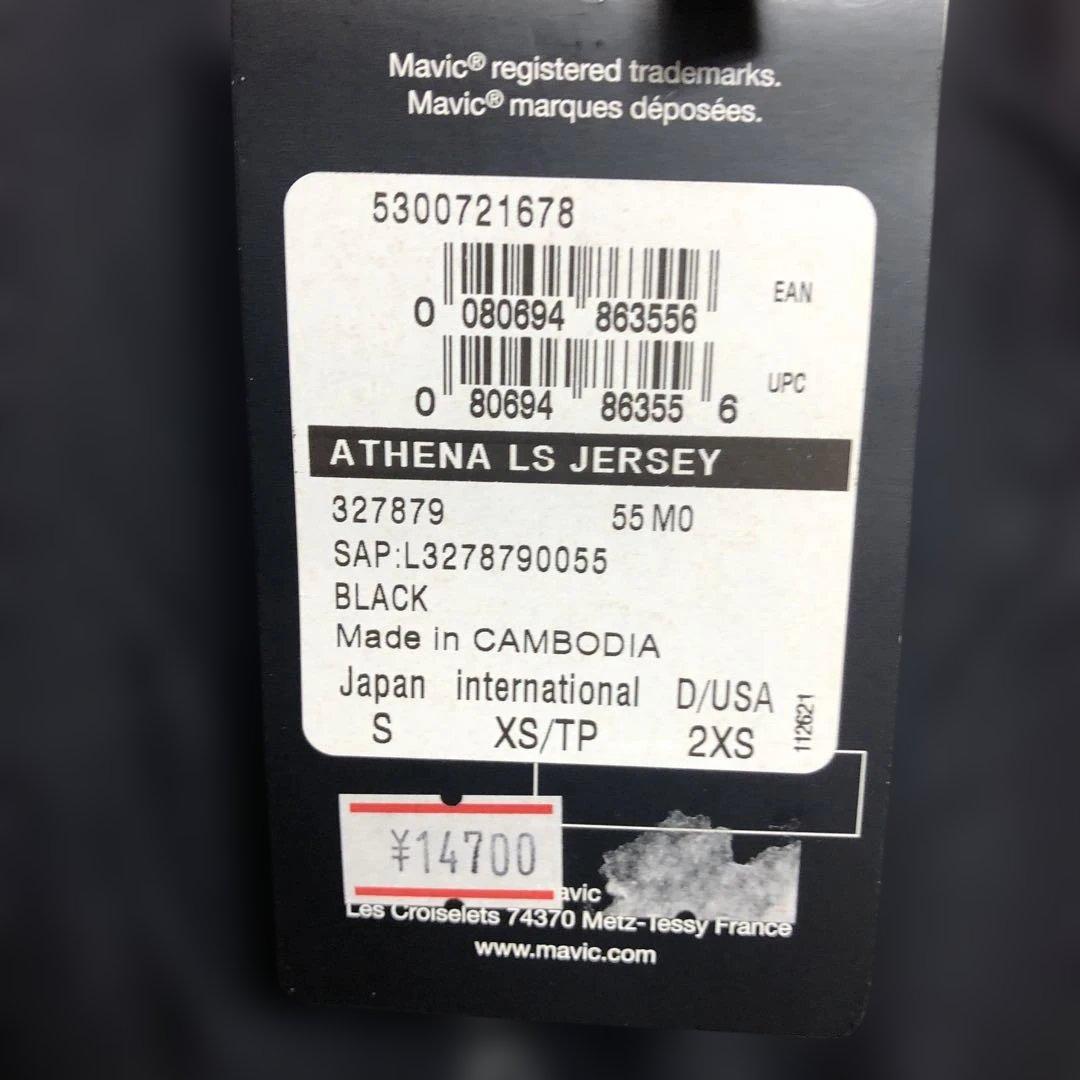 Mavic® registered trademarks.
Mavic® marques déposées.
5300721678
EAN
0 080694 863556
UPC
0 80694 86355 6
ATHENA LS JERSEY
327879 55 M0
SAP:L3278790055
BLACK
Made in CAMBODIA
Japan international D/USA
S XS/TP 2XS
112621
¥14700
avic
Les Croiselets 74370 Metz-Tessy France
www.mavic.com